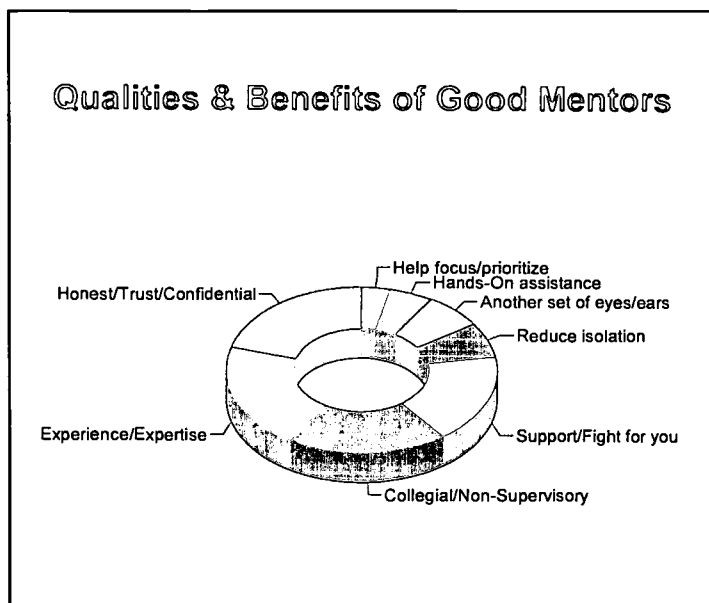 Qualities & Benefits of Good Mentors
Help focus/prioritize
Hands-On assistance
Honest/Trust/Confidential
Another set of eyes/ears
Reduce isolation
Experience/Expertise
Support/Fight for you
Collegial/Non-Supervisory